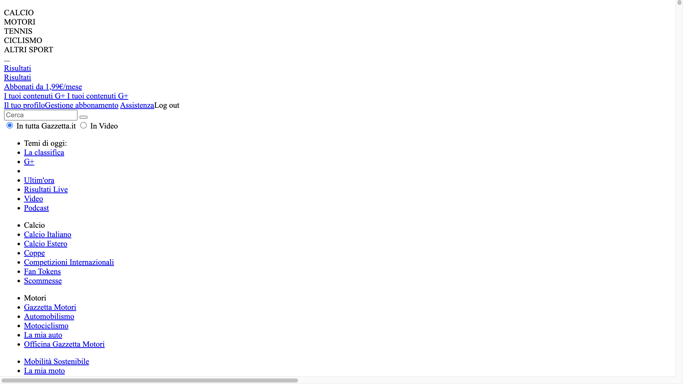 CALCIO
MOTORI
TENNIS
CICLISMO
ALTRI SPORT
...
Risultati
Risultati
Abbonati da 1,99€/mese
I tuoi contenuti G+ I tuoi contenuti G+
Il tuo profiloGestione abbonamento AssistenzaLog out
Cerca
In tutta Gazzetta.it In Video
Temi di oggi:
La classifica
G+
Ultim'ora
Risultati Live
Video
Podcast
Calcio
Calcio Italiano
Calcio Estero
Coppe
Competizioni Internazionali
Fan Tokens
Scommesse
Motori
Gazzetta Motori
Automobilismo
Motociclismo
La mia auto
Officina Gazzetta Motori
Mobilità Sostenibile
La mia moto